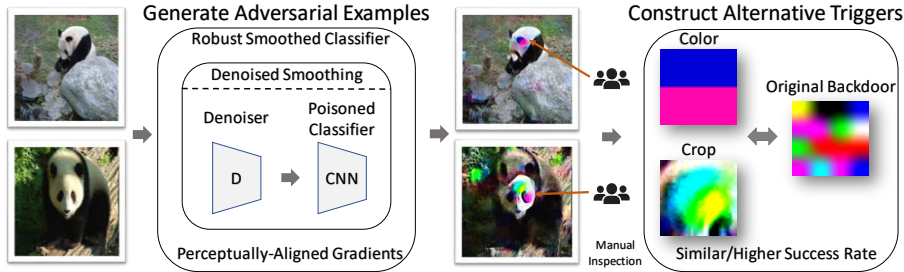 Generate Adversarial Examples
Robust Smoothed Classifier
Denoised Smoothing
Denoiser
Poisoned
Classifier
D
CNN
Perceptually-Aligned Gradients
Manual
Inspection
Construct Alternative Triggers
Color
Original Backdoor
Crop
Similar/Higher Success Rate